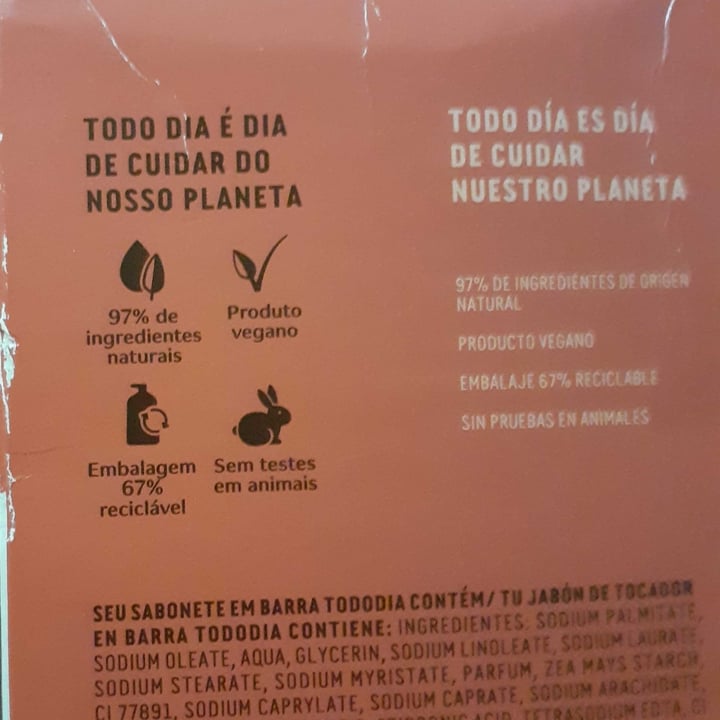 TODO DIA É DIA
DE CUIDAR DO
NOSSO PLANETA
97% de
ingredientes
naturais
Produto
vegano
Embalagem
67%
reciclável
Sem testes
em animais
TODO DÍA ES DÍA
DE CUIDAR
NUESTRO PLANETA
97% DE INGREDIENTES DE ORIGEN
NATURAL
PRODUCTO VEGANO
EMBALAJE 67% RECICLABLE
SIN PRUEBAS EN ANIMALES
SEU SABONETE EM BARRA TODODIA CONTÉM/ TU JABÓN DE TOCADOR
EN BARRA TODODIA CONTIENE: INGREDIENTES: SODIUM PALMITATE,
SODIUM OLEATE, AQUA, GLYCERIN, SODIUM LINOLEATE, SODIUM LAURATE,
SODIUM STEARATE, SODIUM MYRISTATE, PARFUM, ZEA MAYS STARCH,
CI 77891, SODIUM CAPRYLATE, SODIUM CAPRATE, SODIUM ARACHIDATE,
ACID, TETRASODIUM EDTA, CI